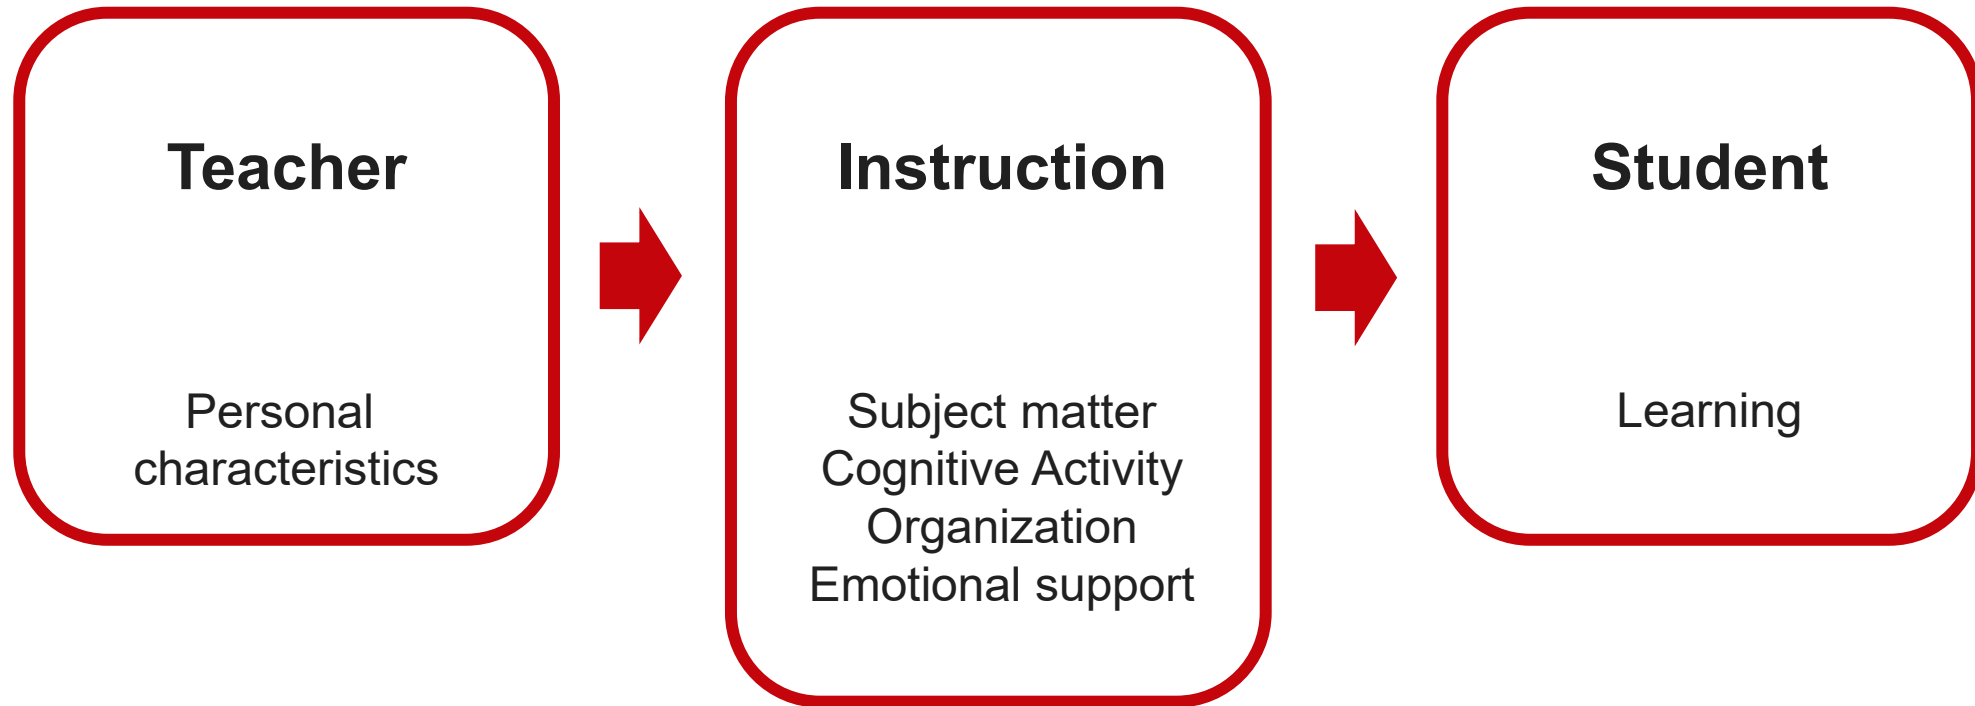 Teacher
Personal
characteristics
Instruction
Subject matter
Cognitive Activity
Organization
Emotional support
Student
Learning